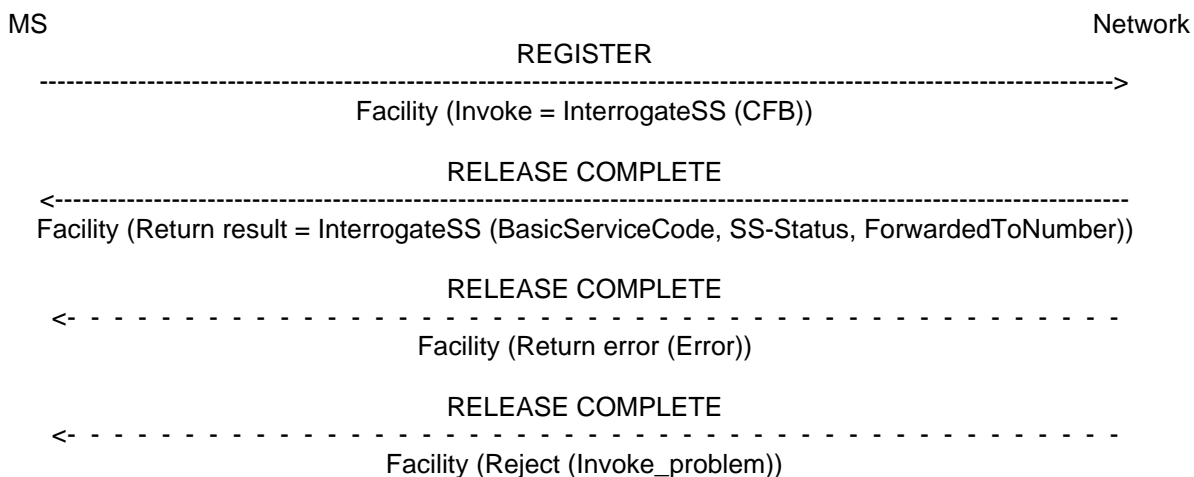 MS Network
REGISTER
Facility (Invoke = InterrogateSS (CFB))
RELEASE COMPLETE
Facility (Return result = InterrogateSS (BasicServiceCode, SS-Status, ForwardedToNumber))
RELEASE COMPLETE
Facility (Return error (Error))
RELEASE COMPLETE
Facility (Reject (Invoke_problem))